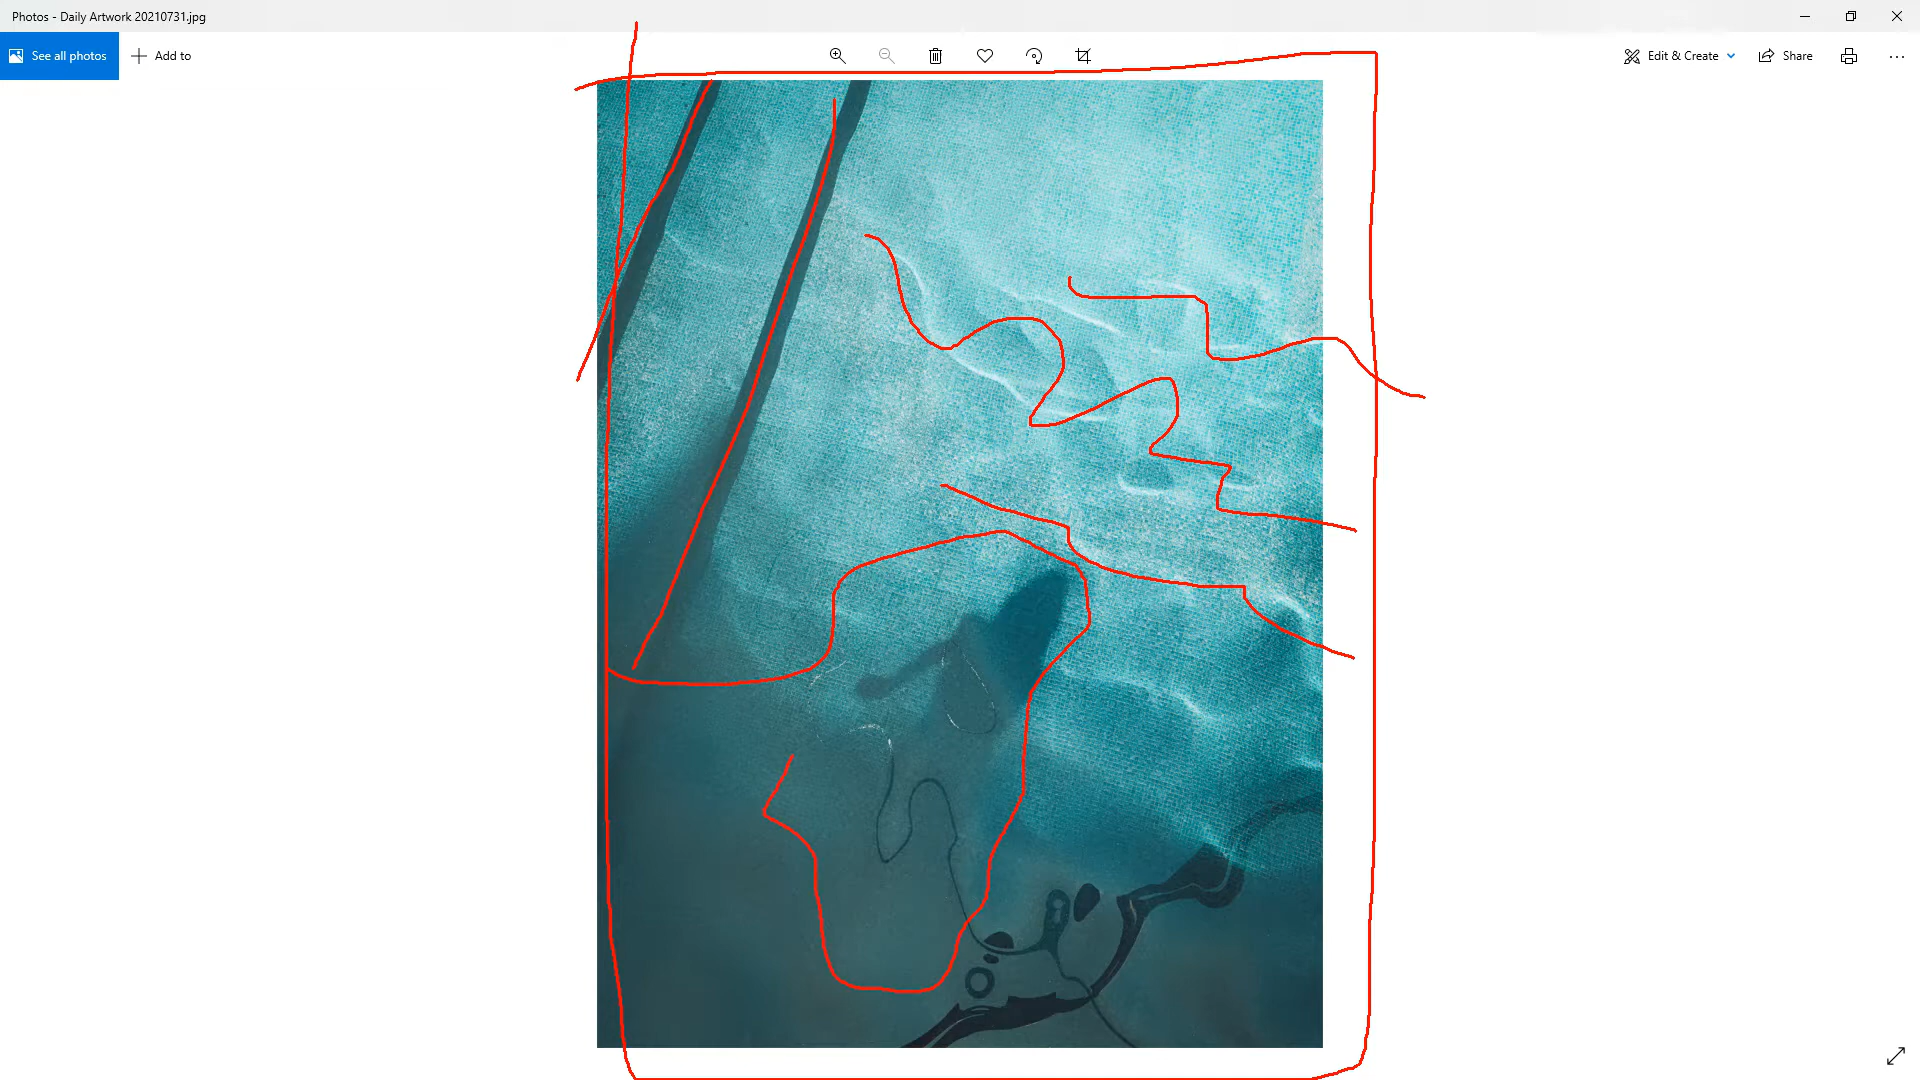 Photos - Daily Artwork 20210731.jpg
See all photos
Add to
Edit & Create
Share